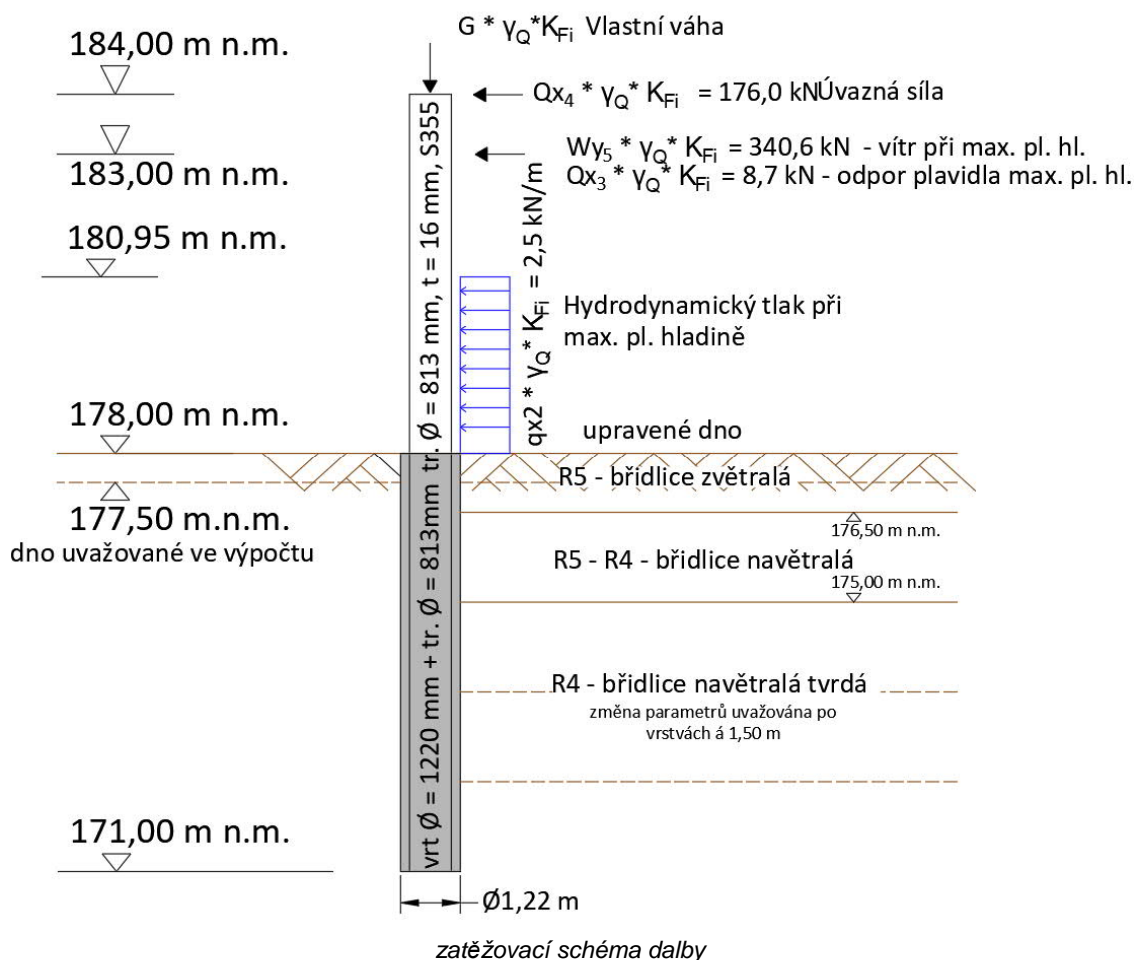 G * γQ*KFi Vlastní váha
184,00 m n.m.
Qx4 * γQ* KFi = 176,0 kNÚvazná síla
Wy5 * γQ* KFi = 340,6 kN - vítr při max. pl. hl.
183,00 m n.m.
Qx3 * γQ* KFi = 8,7 kN - odpor plavidla max. pl. hl.
180,95 m n.m.
tr. Ø = 813 mm, t = 16 mm, S355
qx2 * γQ* KFi = 2,5 kN/m
Hydrodynamický tlak při
max. pl. hladině
178,00 m n.m.
upravené dno
R5 - břidlice zvětralá
177,50 m.n.m.
176,50 m n.m.
dno uvažované ve výpočtu
R5 - R4 - břidlice navětralá
175,00 m n.m.
vrt Ø = 1220 mm + tr. Ø = 813mm
R4 - břidlice navětralá tvrdá
změna parametrů uvažována po
vrstvách á 1,50 m
171,00 m n.m.
Ø1,22 m
zatěžovací schéma dalby